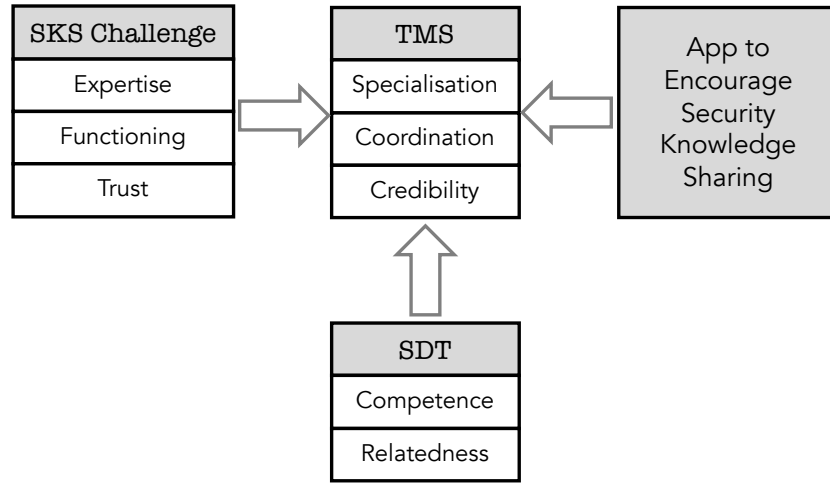 SKS Challenge
Expertise
Functioning
Trust
TMS
Specialisation
Coordination
Credibility
App to
Encourage
Security
Knowledge
Sharing
SDT
Competence
Relatedness